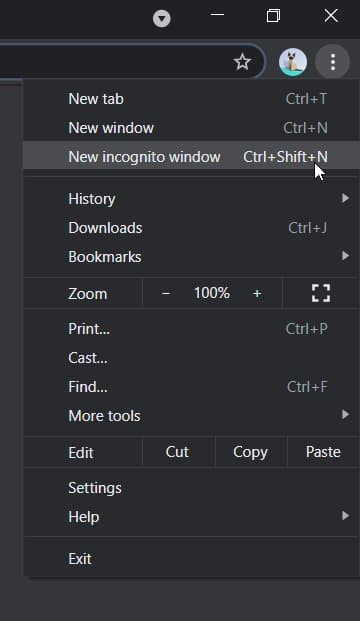 New tab Ctrl+T
New window Ctrl+N
New incognito window Ctrl+Shift+N
History
Downloads Ctrl+J
Bookmarks
Zoom - 100% +
Print... Ctrl+P
Cast...
Find... Ctrl+F
More tools
Edit Cut Copy Paste
Settings
Help
Exit